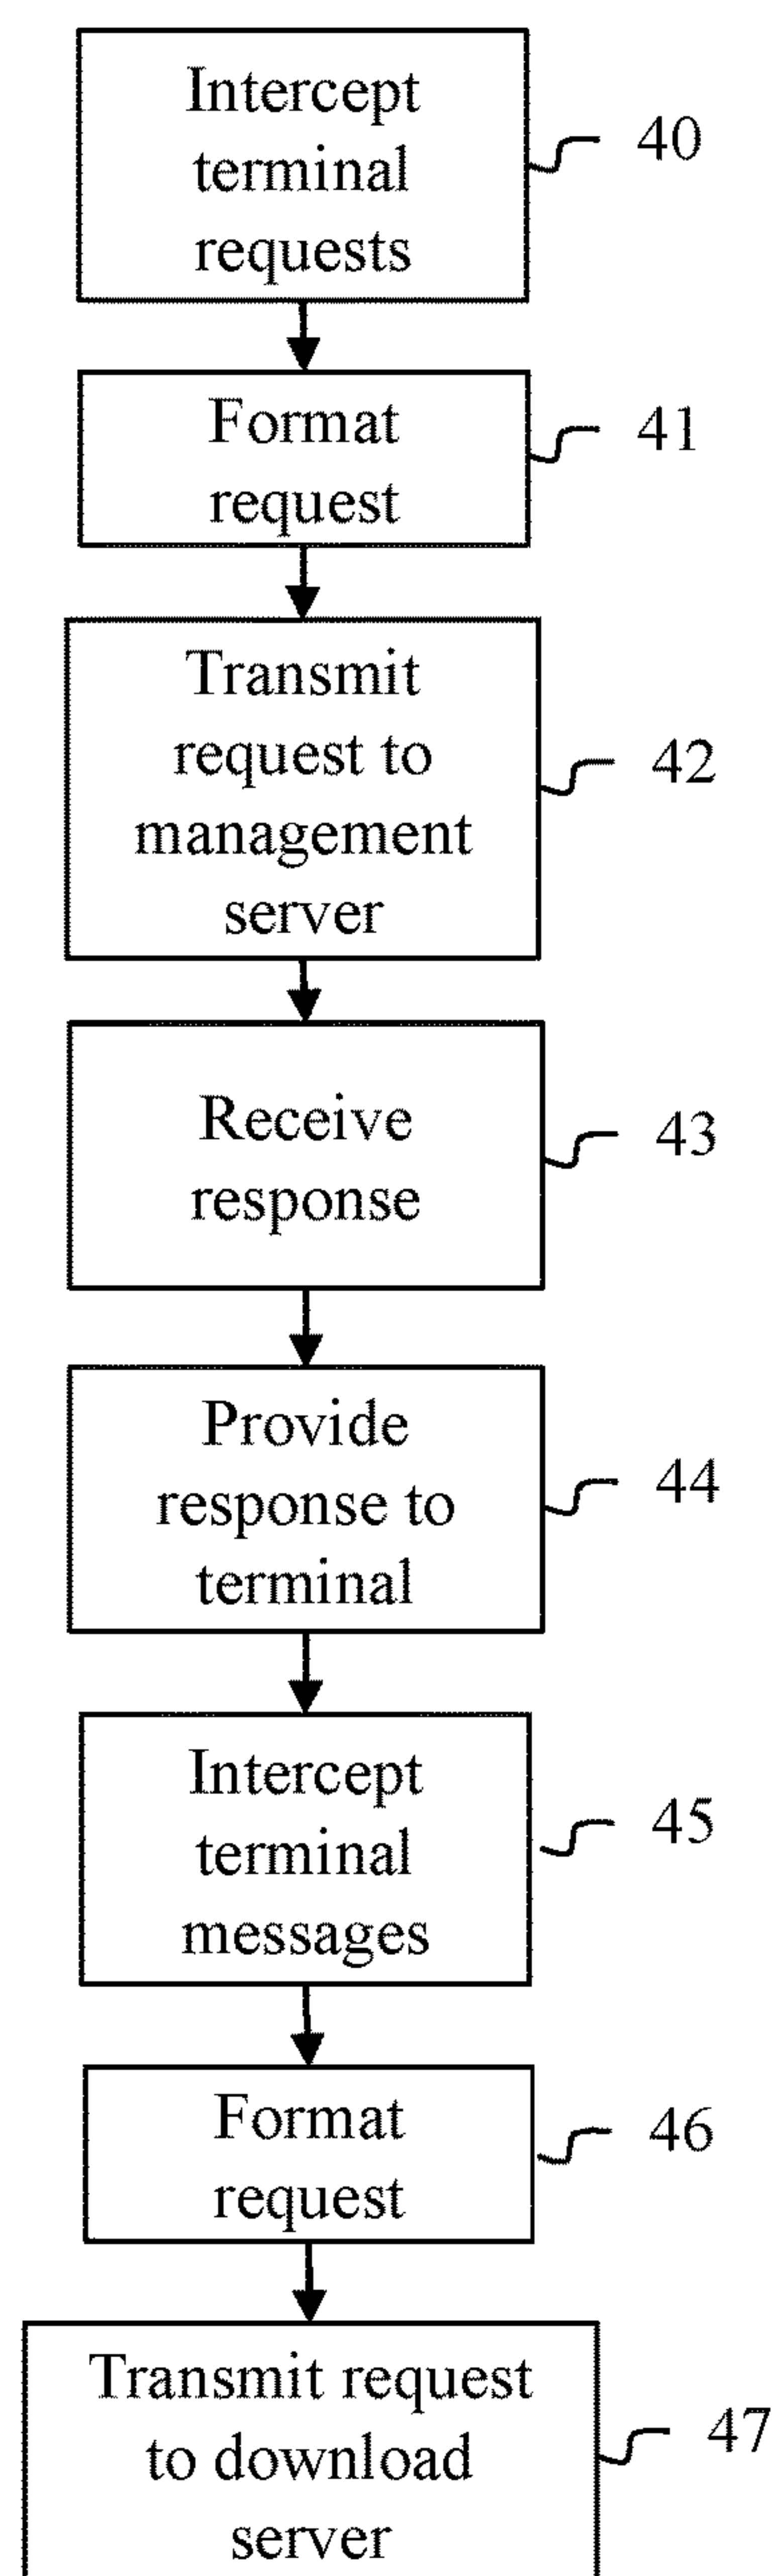 Intercept
terminal
requests
40
Format
request
41
Transmit
request to
management
server
42
Receive
response
43
Provide
response to
terminal
44
Intercept
terminal
messages
45
Format
request
46
Transmit request
to download
server
47